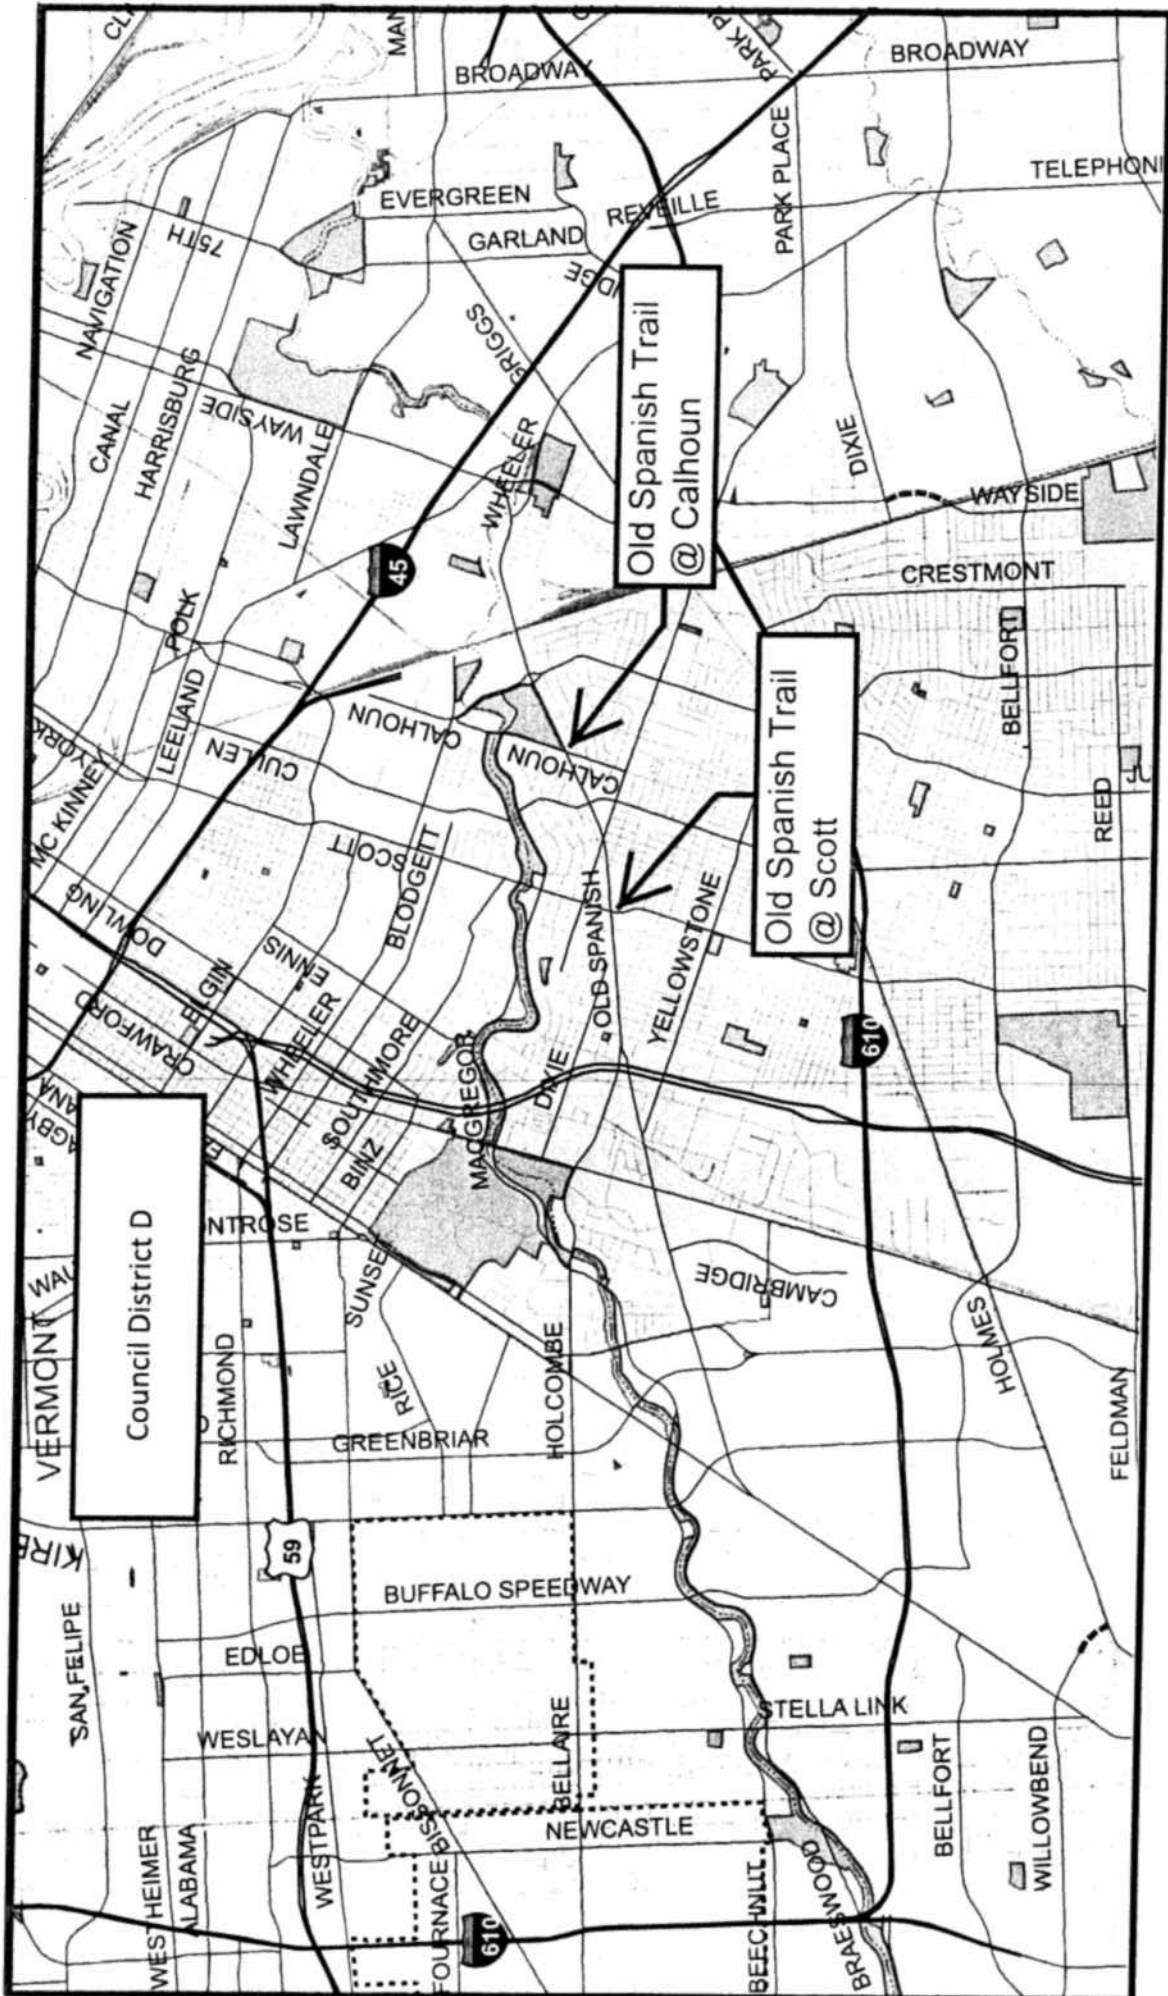 Council District D
Old Spanish Trail
@ Calhoun
Old Spanish Trail
@ Scott
VERMONT
SAN FELIPE
WESTHEIMER
ALABAMA
RICHMOND
EDLOE
WESLAYAN
WESTPARK
59
BISSONNET
FOURNACE
610
BUFFALO SPEEDWAY
BELLAIRE
NEWCASTLE
BEECHNUT
BRAESWOOD
STELLA LINK
BELLFORT
WILLOWBEND
GREENBRIAR
RICE
SUNSET
HOLCOMBE
CAMBRIDGE
HOLMES
FELDMAN
CRAWFORD
ELGIN
WHEELER
SOUTHMORE
BINZ
MACGREGOR
DIXIE
OLD SPANISH
YELLOWSTONE
610
DOWLING
ENNIS
BLODGETT
SCOTT
MC KINNEY
YORK
LEELAND
CULLEN
CALHOUN
CALHOUN
POLK
45
REED
BELLFORT
CRESTMONT
WAYSIDE
DIXIE
NAVIGATION
CANAL
HARRISBURG
WAYSIDE
LAWNDALE
WHEELER
GRIGGS
75TH
EVERGREEN
GARLAND
REVEILLE
PARK PLACE
BROADWAY
BROADWAY